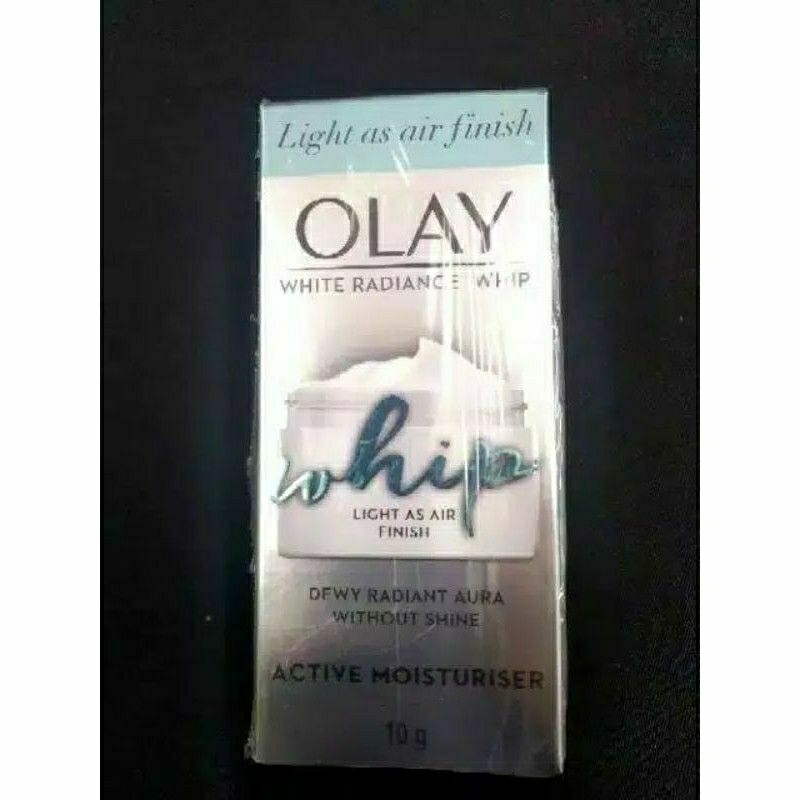 Light as air finish
OLAY
WHITE RADIANCE WHIP
whip
LIGHT AS AIR
FINISH
DEWY RADIANT AURA
WITHOUT SHINE
ACTIVE MOISTURISER
10 g